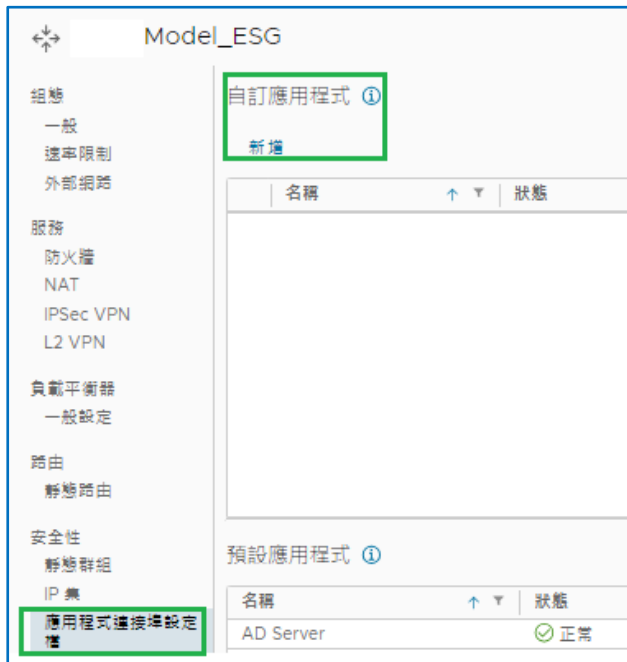 Model_ESG
組態
一般
速率限制
外部網路
服務
防火牆
NAT
IPSec VPN
L2 VPN
負載平衡器
一般設定
路由
靜態路由
安全性
靜態群組
IP 集
應用程式連接埠設定
檔
自訂應用程式
新增
名稱 狀態
預設應用程式
名稱 狀態
AD Server 正常